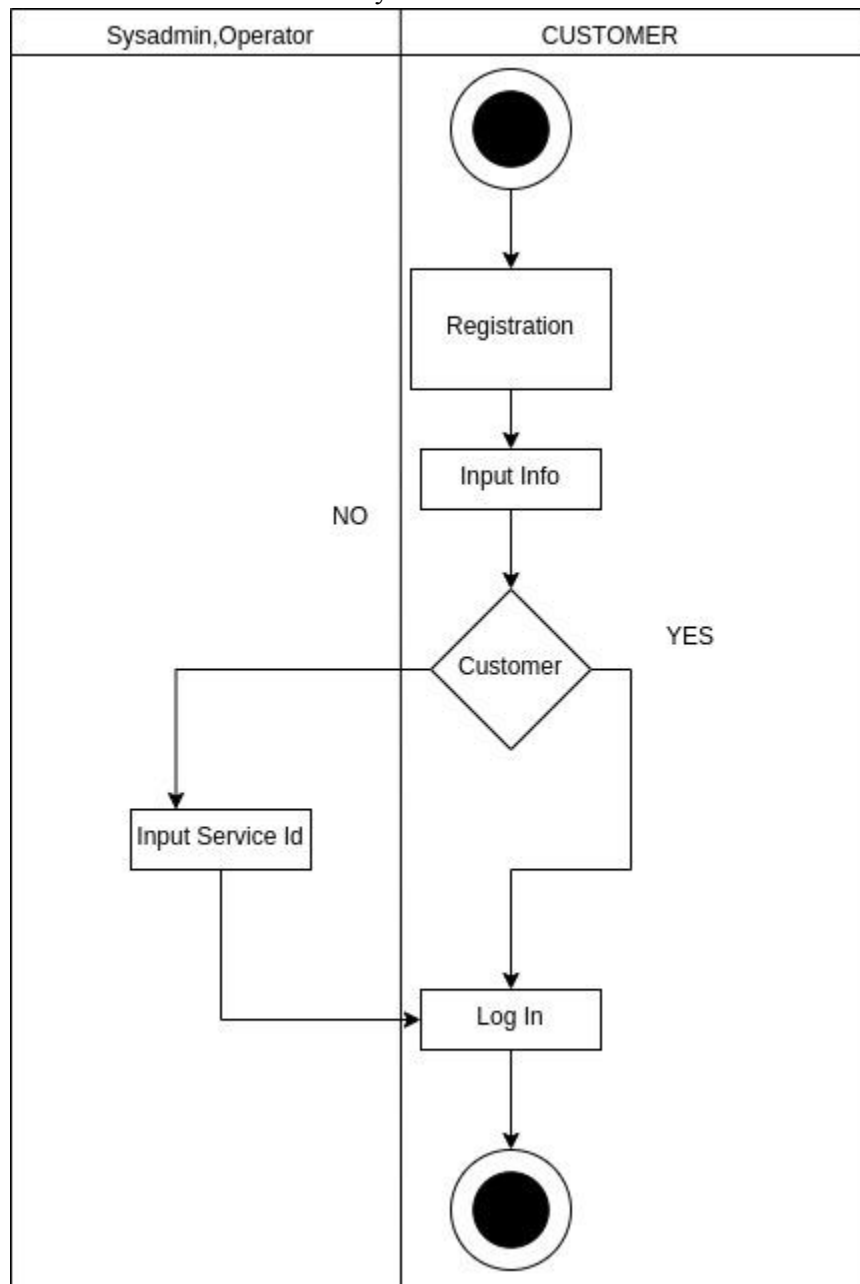 Sysadmin,Operator
CUSTOMER
Registration
Input Info
NO
YES
Customer
Input Service Id
Log In